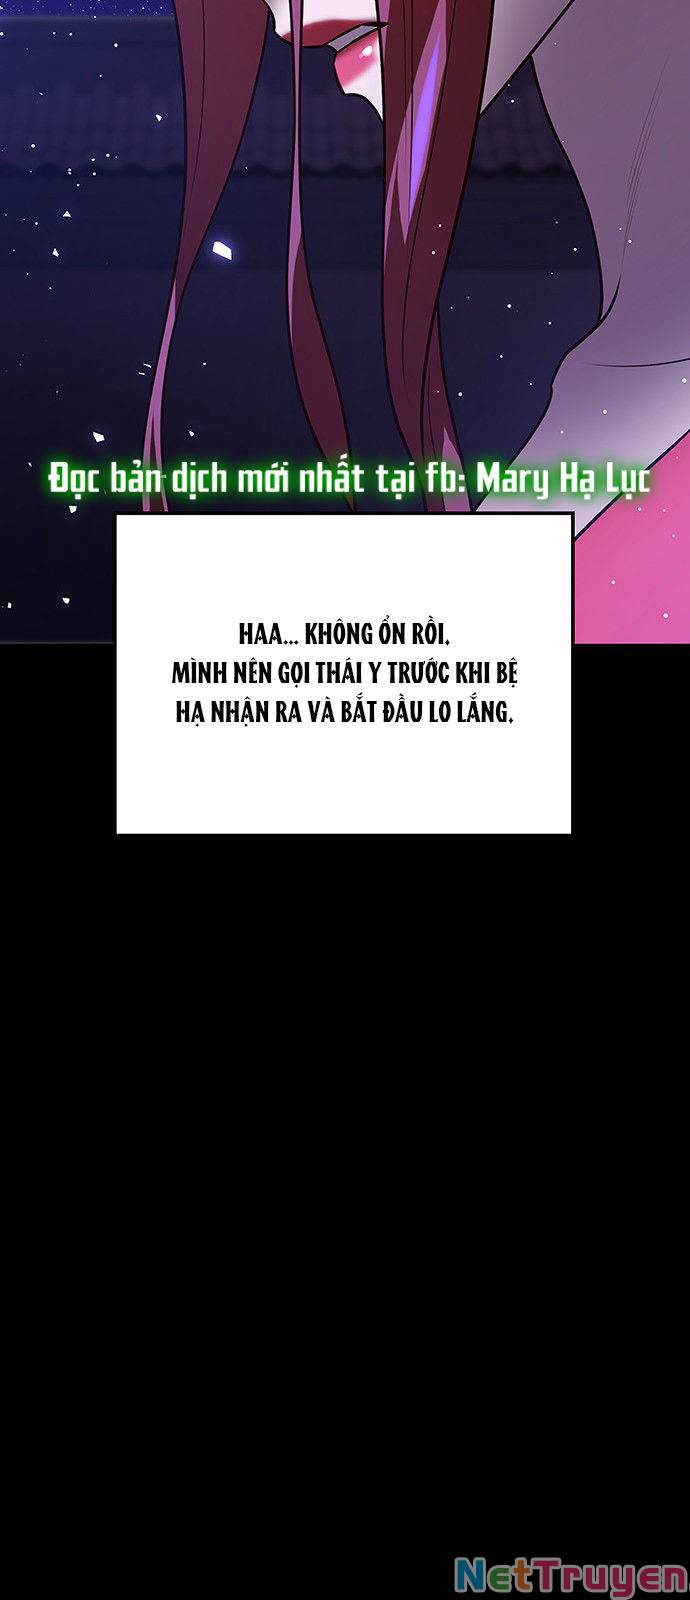 Đọc bản dịch mới nhất tại fb: Mary Hạ Lục
HAA... KHÔNG ỔN RỒI.
MÌNH NÊN GỌI THÁI Y TRƯỚC KHI BỆ
HẠ NHẬN RA VÀ BẮT ĐẦU LO LẮNG.
NETTRUYEN